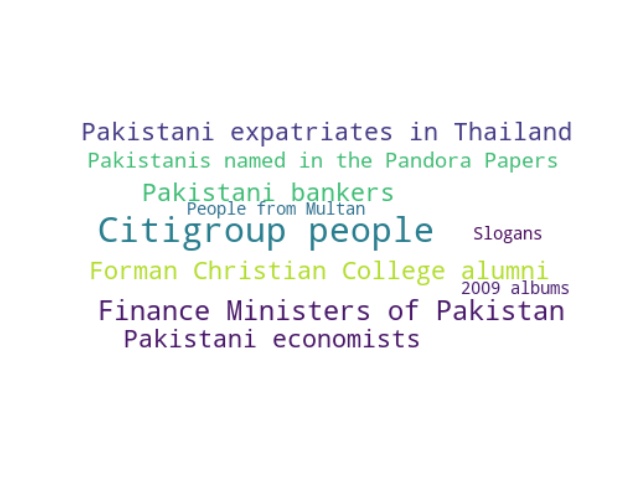 Pakistani expatriates in Thailand
Pakistanis named in the Pandora Papers
Pakistani bankers
People from Multan
Citigroup people
Slogans
Forman Christian College alumni
2009 albums
Finance Ministers of Pakistan
Pakistani economists